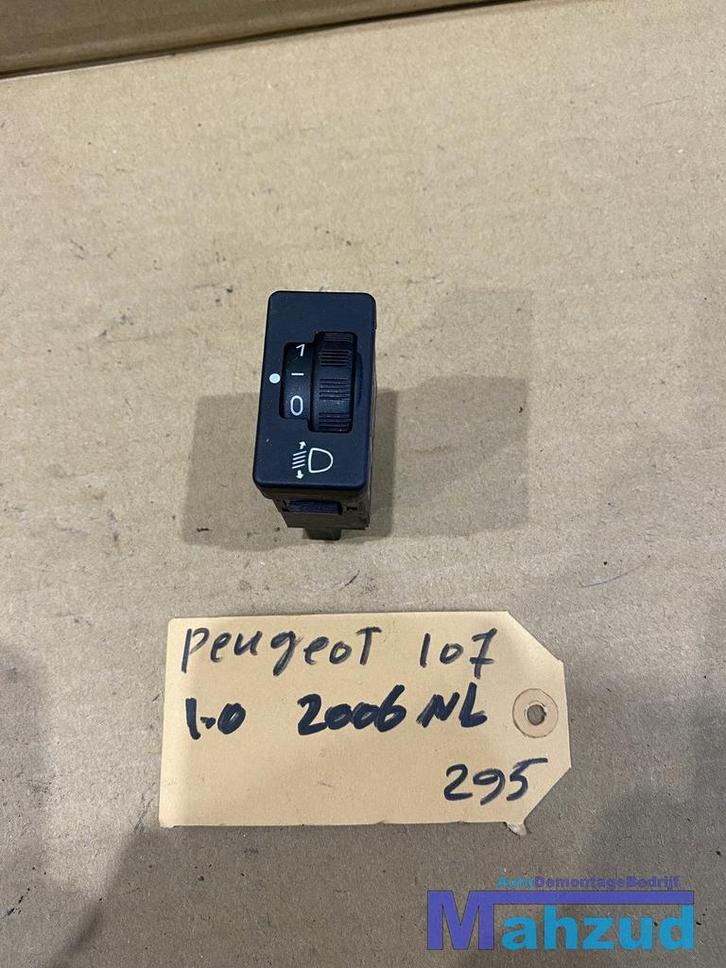 1
–
0
Peugeot 107
1.0 2006 NL
295
AutoDemontageBedrijf
Mahzud